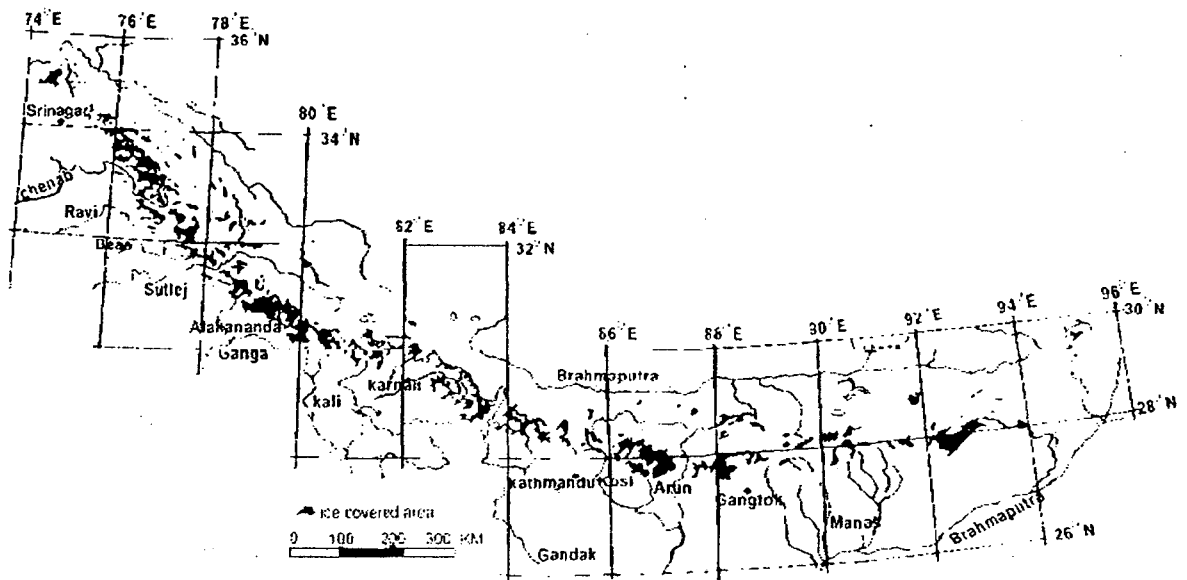 74°E 76°E 78°E
36°N
Srinagad
80°E
34°N
chenab
Ravi
82°E 84°E
32°N
Beas
Sutlej
Alakananda
Ganga
86°E 88°E 90°E 92°E 94°E 96°E
30°N
Brahmaputra
karnali
kali
28°N
kathmandu Kosi Arun Gangtok
Manas
Brahmaputra
26°N
Gandak
ice covered area
0 100 200 300 KM